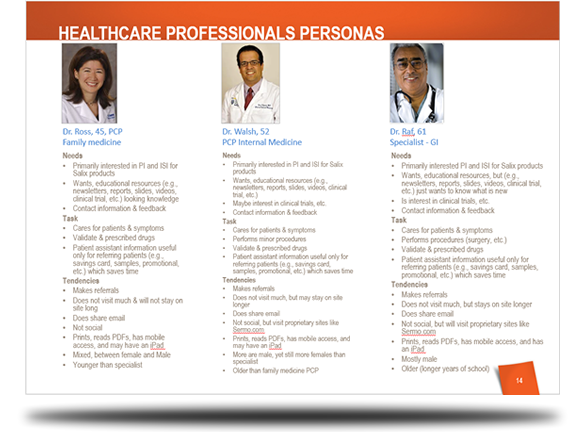 HEALTHCARE PROFESSIONALS PERSONAS
Dr. Ross, 45, PCP
Family medicine
Needs
• Primarily interested in PI and ISI for
Salix products
• Wants, educational resources (e.g.,
newsletters, reports, slides, videos,
clinical trial, etc.) looking knowledge
• Contact information & feedback
Task
• Cares for patients & symptoms
• Validate & prescribed drugs
• Patient assistant information useful
only for referring patients (e.g.,
savings card, samples, promotional,
etc.) which saves time
Tendencies
• Makes referrals
• Does not visit much & will not stay on
site long
• Does share email
• Not social
• Prints, reads PDFs, has mobile
access, and may have an iPad
• Mixed, between female and Male
• Younger than specialist
Dr. Walsh, 52
PCP Internal Medicine
Needs
• Primarily interested in PI and ISI for Salix
products
• Wants, educational resources (e.g.,
newsletters, reports, slides, videos, clinical
trial, etc.)
• Maybe interest in clinical trials, etc.
• Contact information & feedback
Task
• Cares for patients & symptoms
• Performs minor procedures
• Validate & prescribed drugs
• Patient assistant information useful only for
referring patients (e.g., savings card,
samples, promotional, etc.) which saves time
Tendencies
• Makes referrals
• Does not visit much, but may stay on site
longer
• Does share email
• Not social, but visit proprietary sites like
Sermo.com
• Prints, reads PDFs, has mobile access, and
may have an iPad
• More are male, yet still more females than
specialist
• Older than family medicine PCP
Dr. Raf, 61
Specialist - GI
Needs
• Primarily interested in PI and ISI for Salix products
• Wants, educational resources, but (e.g.,
newsletters, reports, slides, videos, clinical trial,
etc.) just wants to know what is new
• Is interest in clinical trials, etc.
• Contact information & feedback
Task
• Cares for patients & symptoms
• Performs procedures (surgery, etc.)
• Validate & prescribed drugs
• Patient assistant information useful only for
referring patients (e.g., savings card, samples,
promotional, etc.) which saves time
Tendencies
• Makes referrals
• Does not visit much, but stays on site longer
• Does share email
• Not social, but will visit proprietary sites like
Sermo.com
• Prints, reads PDFs, has mobile access, and has
an iPad
• Mostly male
• Older (longer years of school)
14